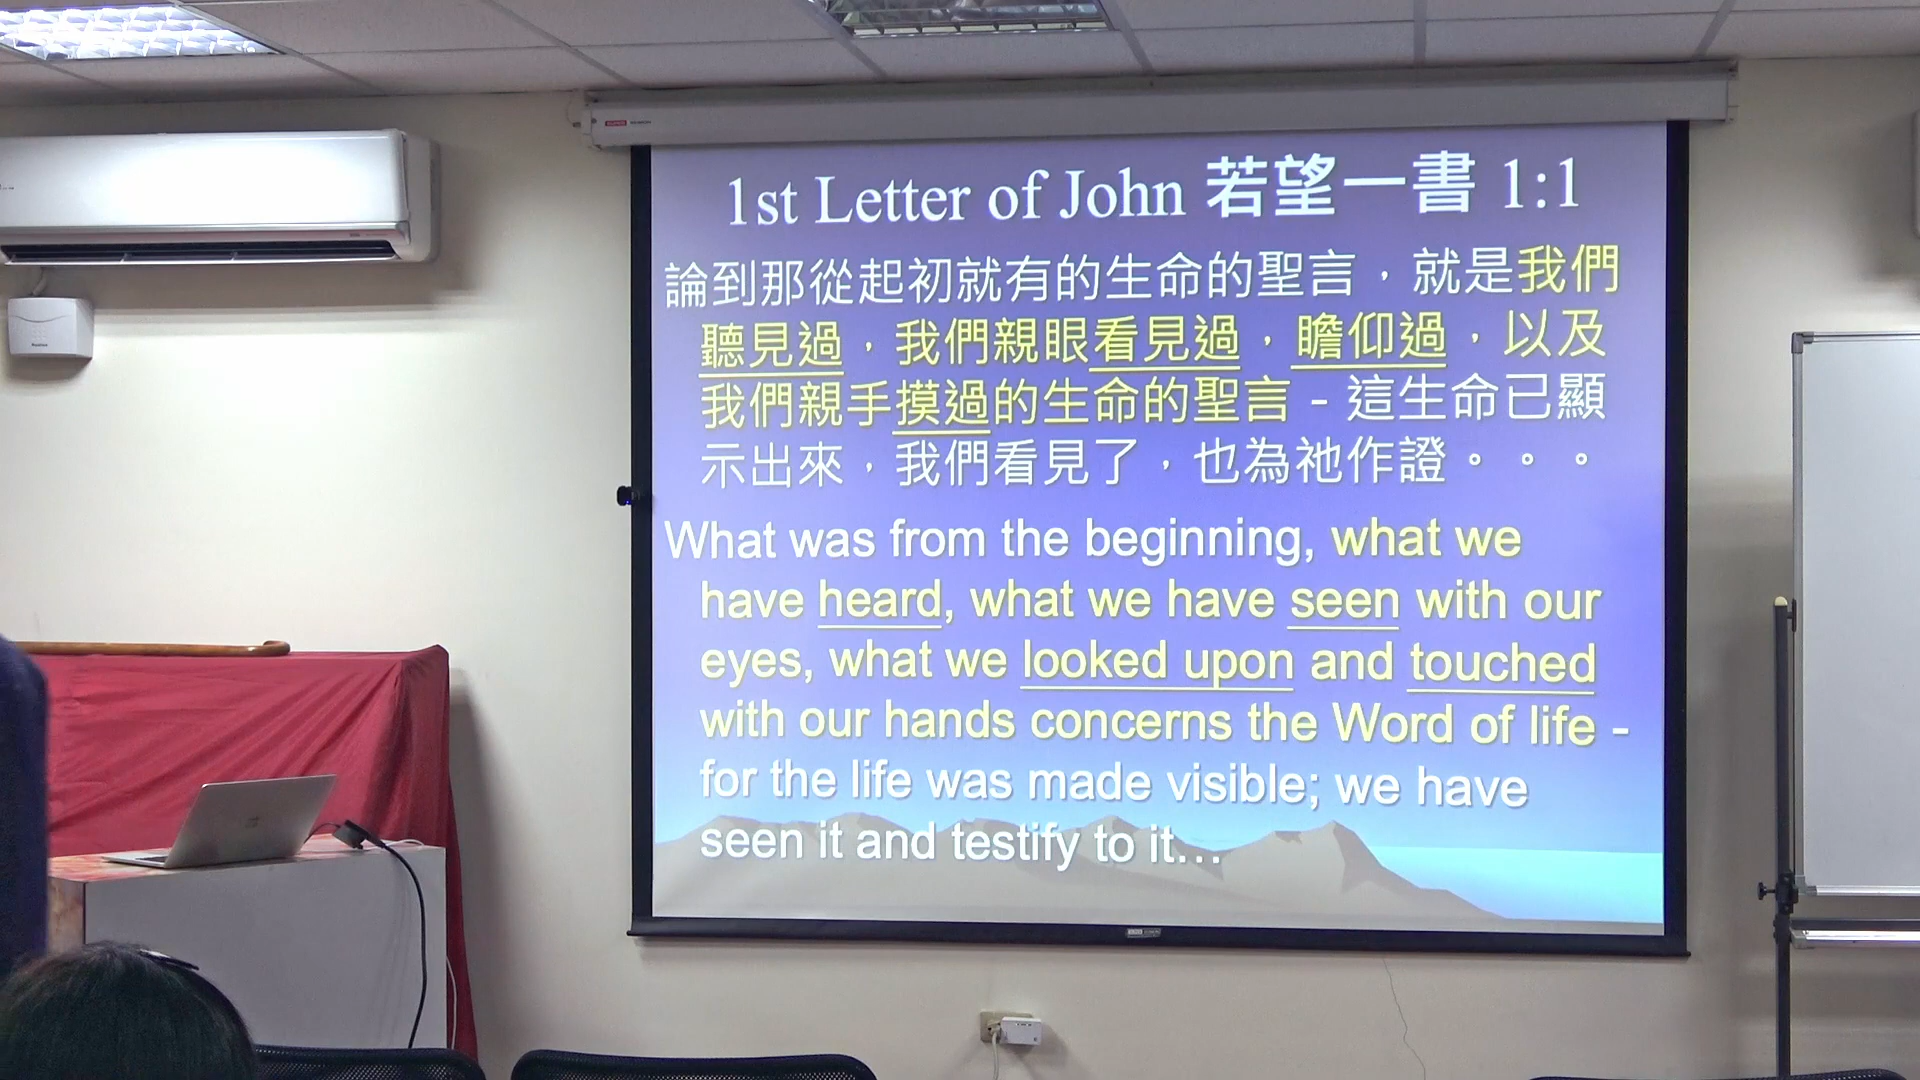 1st Letter of John 若望一書 1:1
論到那從起初就有的生命的聖言，就是我們
聽見過，我們親眼看見過，瞻仰過，以及
我們親手摸過的生命的聖言 - 這生命已顯
示出來，我們看見了，也為祂作證。。。
What was from the beginning, what we
have heard, what we have seen with our
eyes, what we looked upon and touched
with our hands concerns the Word of life -
for the life was made visible; we have
seen it and testify to it…